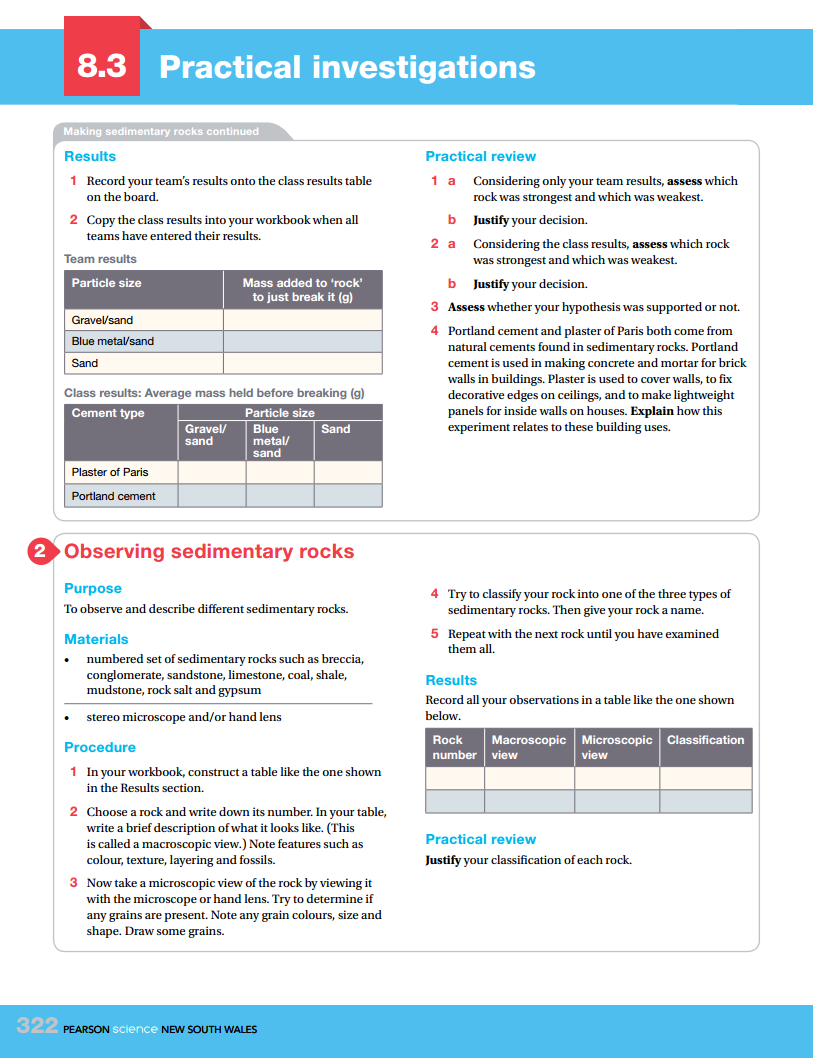 8.3
Practical investigations
Making sedimentary rocks continued
Results
1 Record your team's results onto the class results table
on the board.
2 Copy the class results into your workbook when all
teams have entered their results.
Team results
Particle size Mass added to ‘rock’
to just break it (g)
Gravel/sand
Blue metal/sand
Sand
Class results: Average mass held before breaking (g)
Cement type Particle size
Gravel/ Blue Sand
sand metal/
sand
Plaster of Paris
Portland cement
Practical review
1 a Considering only your team results, assess which
rock was strongest and which was weakest.
b Justify your decision.
2 a Considering the class results, assess which rock
was strongest and which was weakest.
b Justify your decision.
3 Assess whether your hypothesis was supported or not.
4 Portland cement and plaster of Paris both come from
natural cements found in sedimentary rocks. Portland
cement is used in making concrete and mortar for brick
walls in buildings. Plaster is used to cover walls, to fix
decorative edges on ceilings, and to make lightweight
panels for inside walls on houses. Explain how this
experiment relates to these building uses.
2 Observing sedimentary rocks
Purpose
To observe and describe different sedimentary rocks.
Materials
• numbered set of sedimentary rocks such as breccia,
conglomerate, sandstone, limestone, coal, shale,
mudstone, rock salt and gypsum
• stereo microscope and/or hand lens
Procedure
1 In your workbook, construct a table like the one shown
in the Results section.
2 Choose a rock and write down its number. In your table,
write a brief description of what it looks like. (This
is called a macroscopic view.) Note features such as
colour, texture, layering and fossils.
3 Now take a microscopic view of the rock by viewing it
with the microscope or hand lens. Try to determine if
any grains are present. Note any grain colours, size and
shape. Draw some grains.
4 Try to classify your rock into one of the three types of
sedimentary rocks. Then give your rock a name.
5 Repeat with the next rock until you have examined
them all.
Results
Record all your observations in a table like the one shown
below.
Rock Macroscopic Microscopic Classification
number view view
Practical review
Justify your classification of each rock.
322 PEARSON science NEW SOUTH WALES